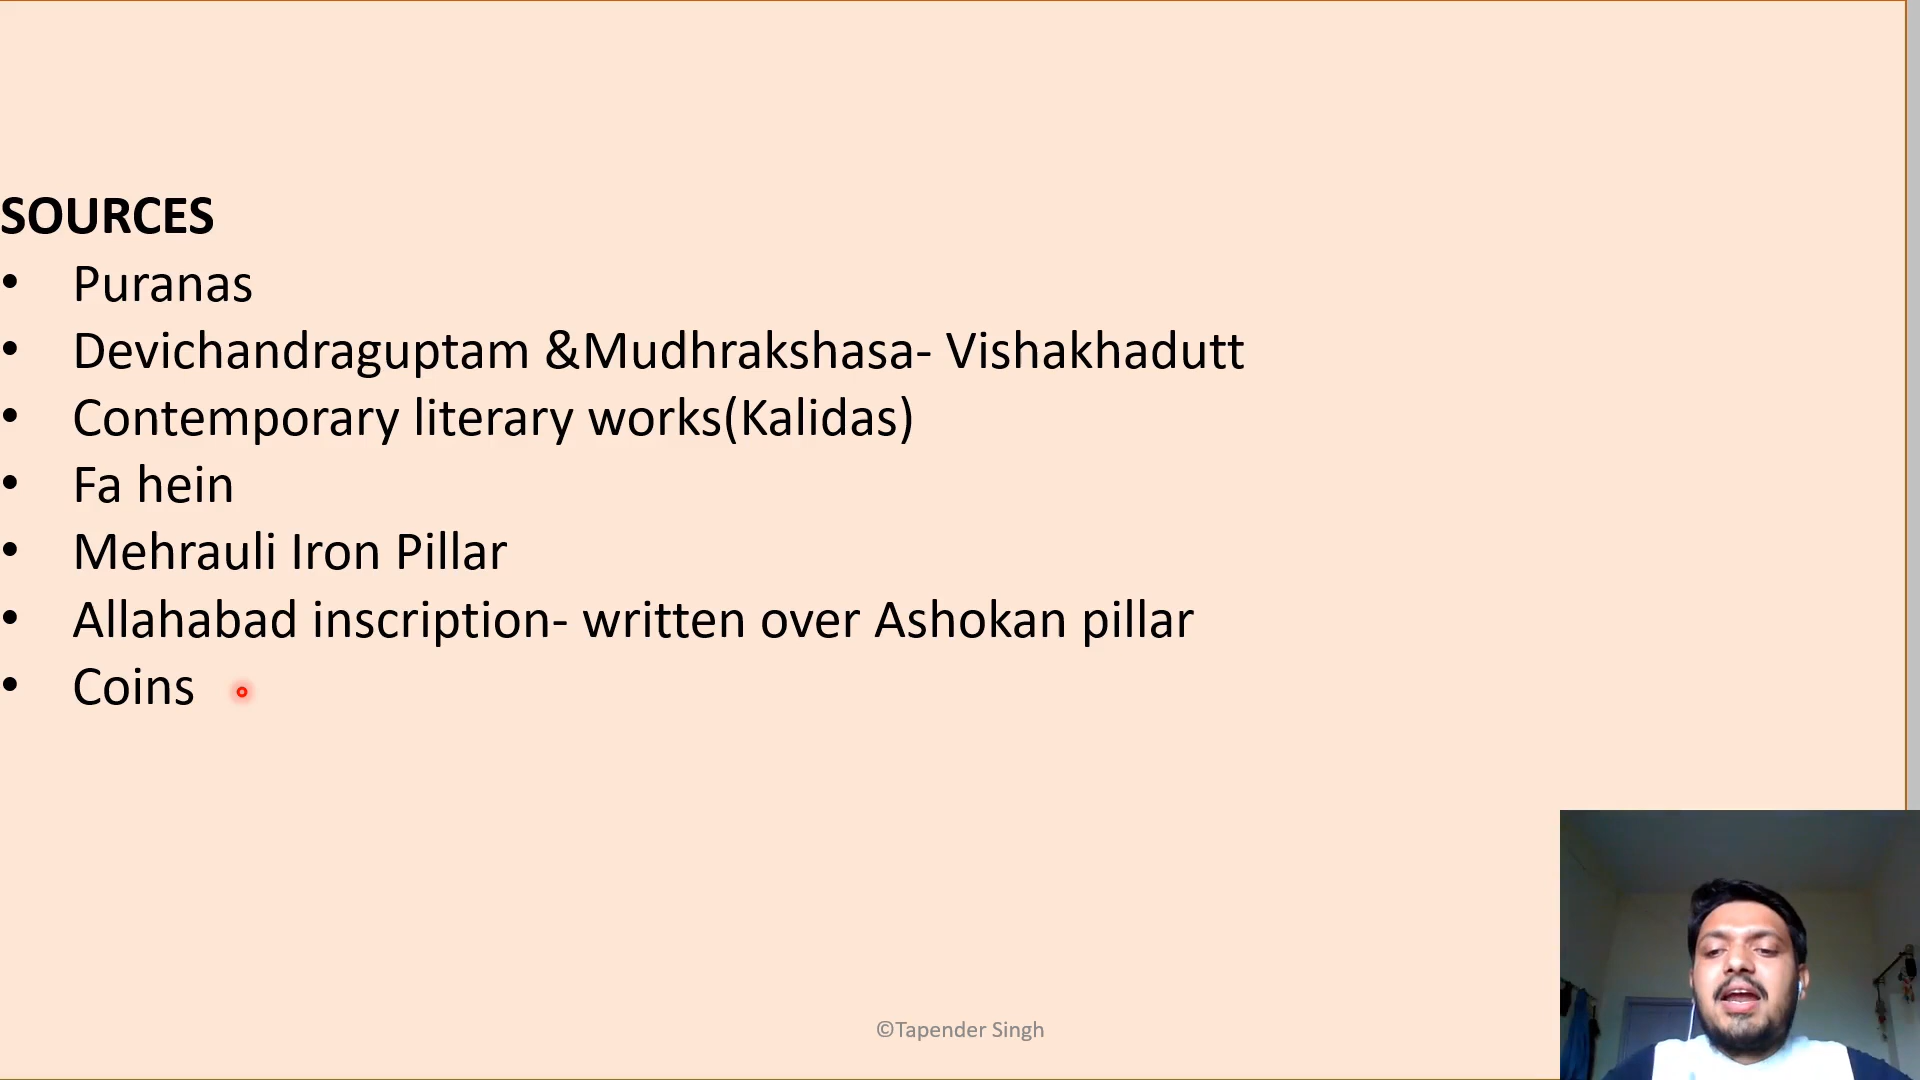 SOURCES
• Puranas
• Devichandraguptam &Mudhrakshasa- Vishakhadutt
• Contemporary literary works(Kalidas)
• Fa hein
• Mehrauli Iron Pillar
• Allahabad inscription- written over Ashokan pillar
• Coins
©Tapender Singh